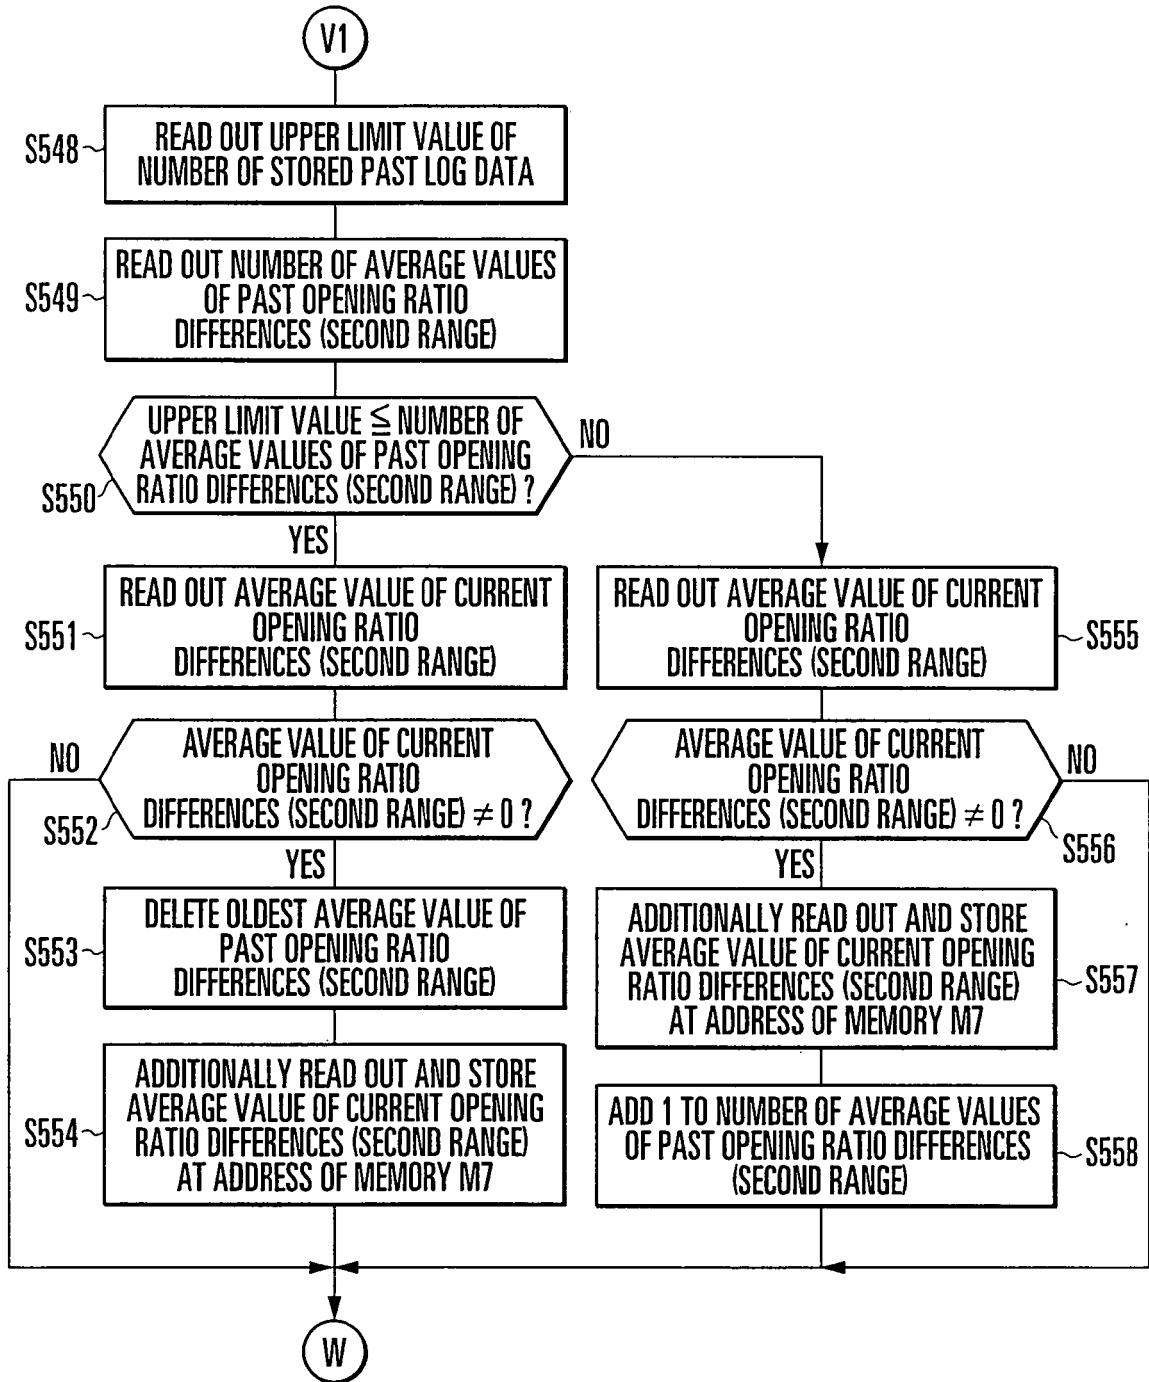 V1
S548
READ OUT UPPER LIMIT VALUE OF
NUMBER OF STORED PAST LOG DATA
S549
READ OUT NUMBER OF AVERAGE VALUES
OF PAST OPENING RATIO
DIFFERENCES (SECOND RANGE)
S550
UPPER LIMIT VALUE ≦ NUMBER OF
AVERAGE VALUES OF PAST OPENING
RATIO DIFFERENCES (SECOND RANGE) ?
NO
YES
S551
READ OUT AVERAGE VALUE OF CURRENT
OPENING RATIO
DIFFERENCES (SECOND RANGE)
S552
AVERAGE VALUE OF CURRENT
OPENING RATIO
DIFFERENCES (SECOND RANGE) ≠ 0 ?
NO
YES
S553
DELETE OLDEST AVERAGE VALUE OF
PAST OPENING RATIO
DIFFERENCES (SECOND RANGE)
S554
ADDITIONALLY READ OUT AND STORE
AVERAGE VALUE OF CURRENT OPENING
RATIO DIFFERENCES (SECOND RANGE)
AT ADDRESS OF MEMORY M7
READ OUT AVERAGE VALUE OF CURRENT
OPENING RATIO
DIFFERENCES (SECOND RANGE)
S555
AVERAGE VALUE OF CURRENT
OPENING RATIO
DIFFERENCES (SECOND RANGE) ≠ 0 ?
NO
S556
YES
ADDITIONALLY READ OUT AND STORE
AVERAGE VALUE OF CURRENT OPENING
RATIO DIFFERENCES (SECOND RANGE)
AT ADDRESS OF MEMORY M7
S557
ADD 1 TO NUMBER OF AVERAGE VALUES
OF PAST OPENING RATIO DIFFERENCES
(SECOND RANGE)
S558
W